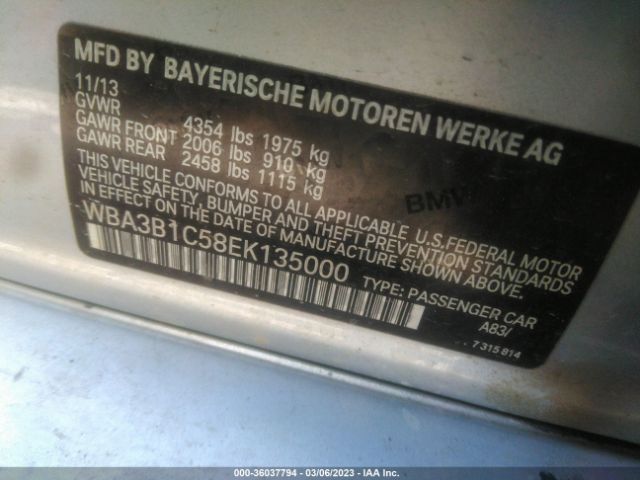 MFD BY BAYERISCHE MOTOREN WERKE AG
11/13
GVWR 4354 lbs 1975 kg
GAWR FRONT 2006 lbs 910 kg
GAWR REAR 2458 lbs 1115 kg
THIS VEHICLE CONFORMS TO ALL APPLICABLE U.S.FEDERAL MOTOR
VEHICLE SAFETY, BUMPER AND THEFT PREVENTION STANDARDS
IN EFFECT ON THE DATE OF MANUFACTURE SHOWN ABOVE.
BMW
WBA3B1C58EK135000
TYPE: PASSENGER CAR
A83/
7 315 814
000-36037794 — 03/06/2023 — IAA Inc.